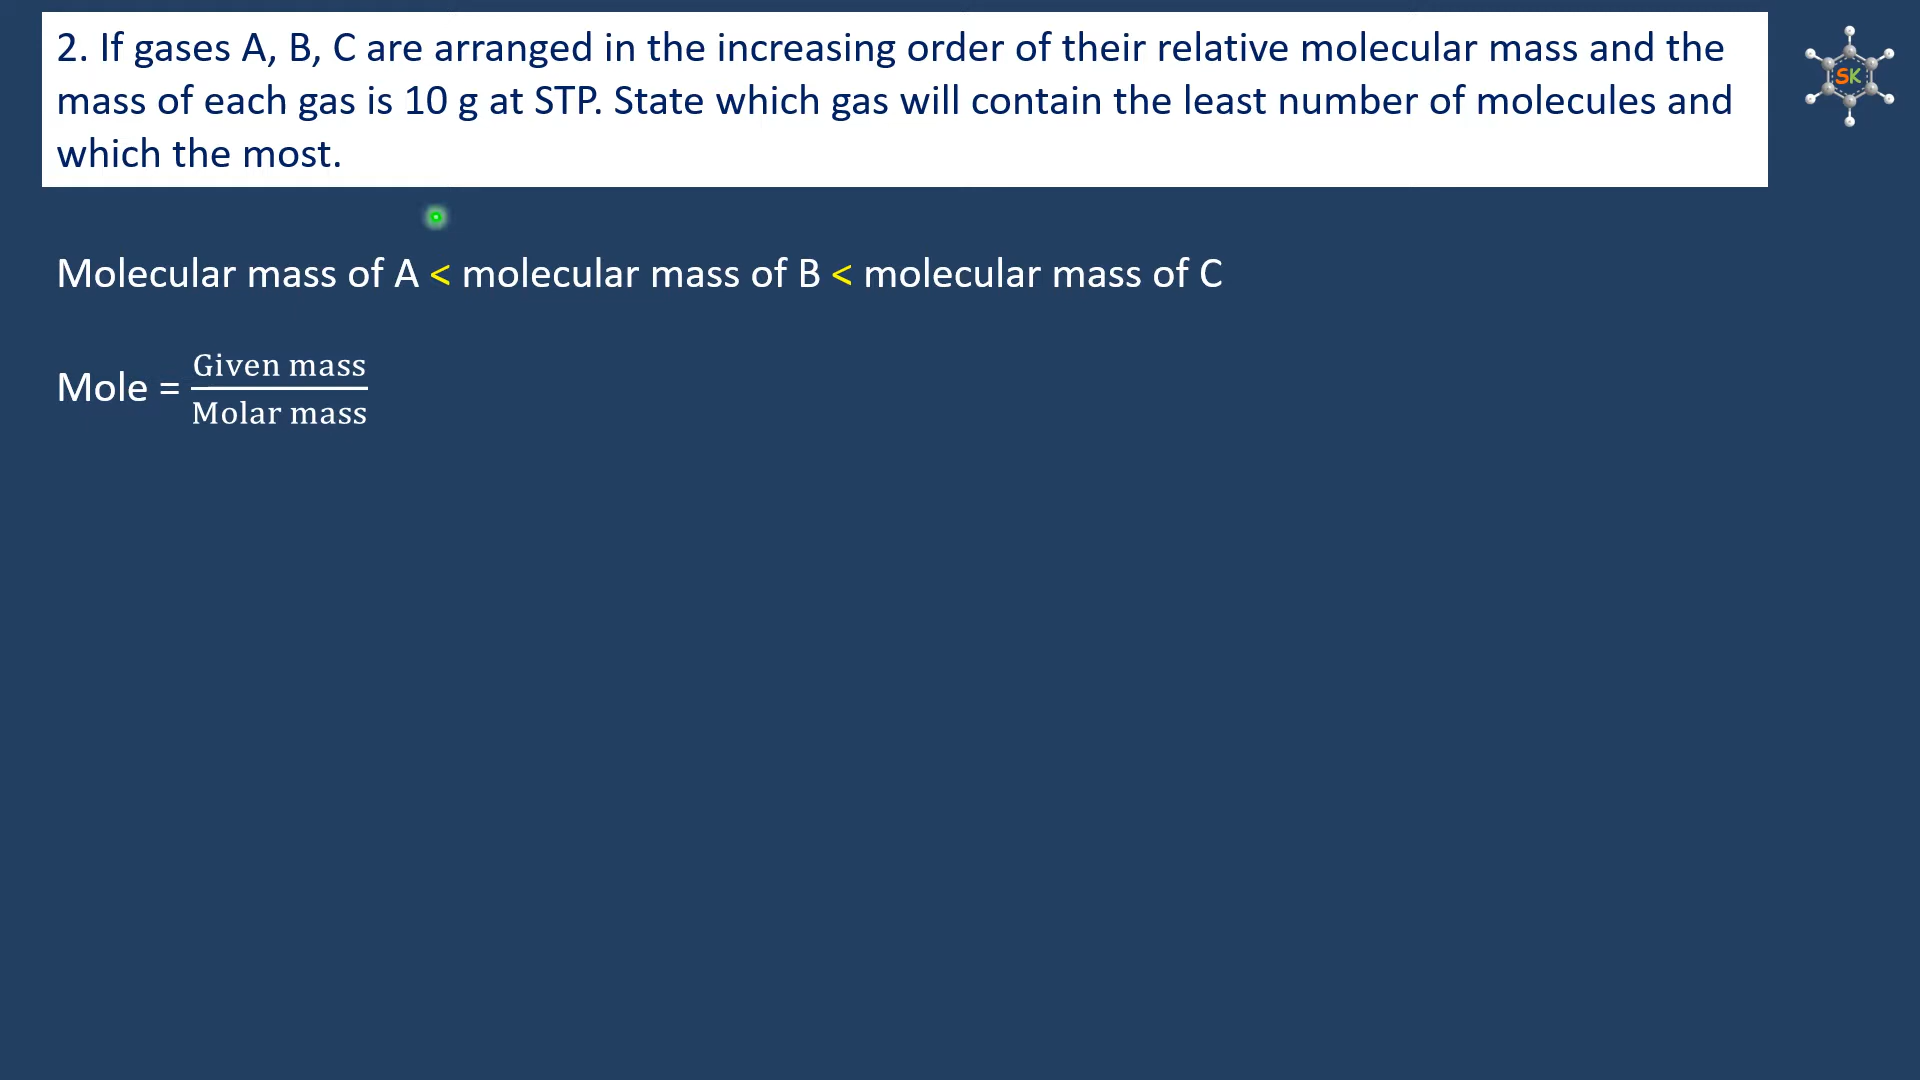 2. If gases A, B, C are arranged in the increasing order of their relative molecular mass and the
mass of each gas is 10 g at STP. State which gas will contain the least number of molecules and
which the most.
SK
Molecular mass of A < molecular mass of B < molecular mass of C
Mole = Given mass / Molar mass